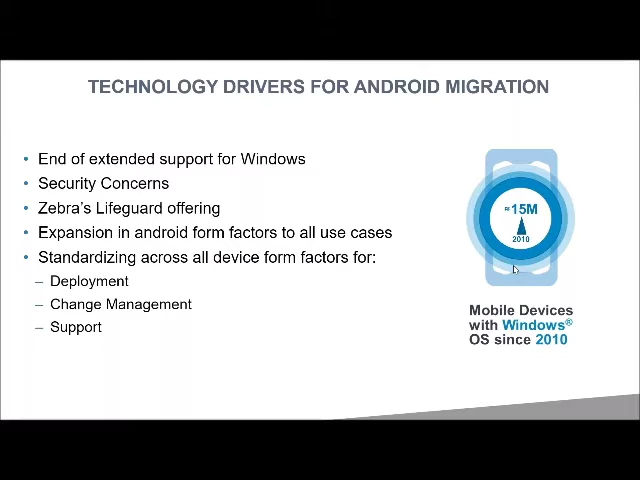 TECHNOLOGY DRIVERS FOR ANDROID MIGRATION
• End of extended support for Windows
• Security Concerns
• Zebra's Lifeguard offering
• Expansion in android form factors to all use cases
• Standardizing across all device form factors for:
– Deployment
– Change Management
– Support
≈15M
2010
Mobile Devices
with Windows®
OS since 2010